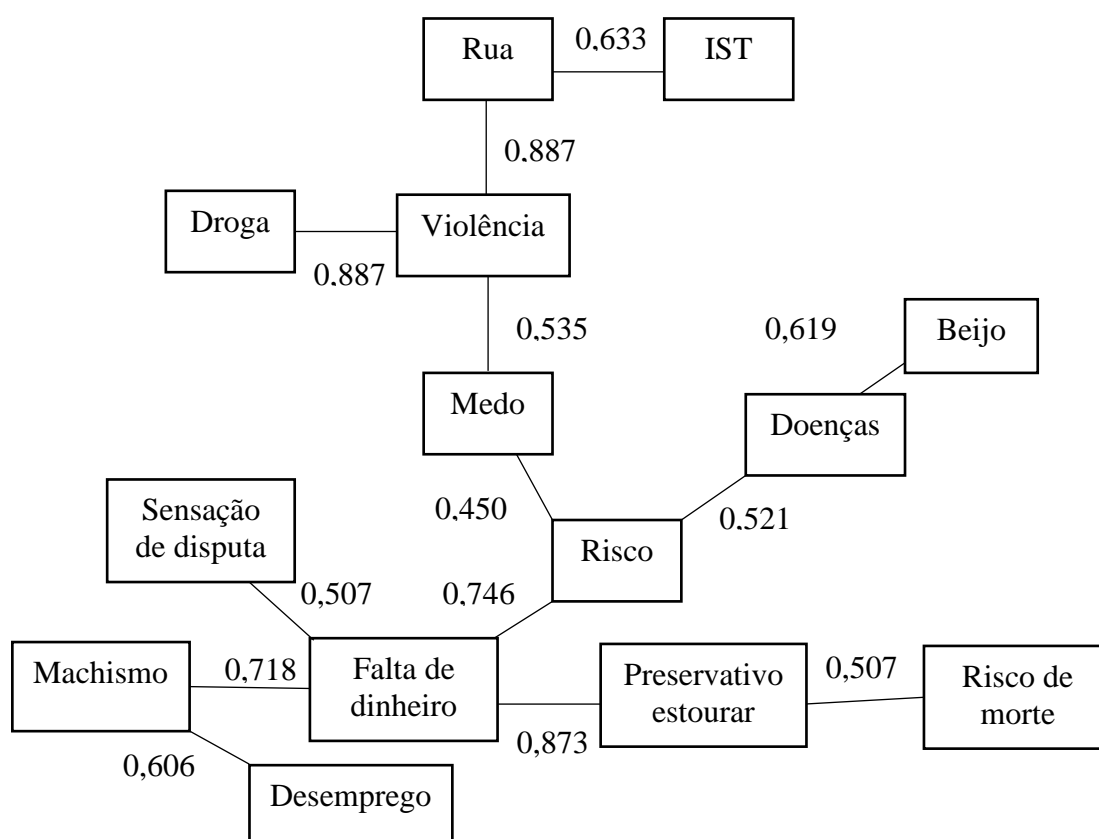 Rua
0,633
IST
0,887
Droga
Violência
0,887
0,535
0,619
Beijo
Medo
Doenças
Sensação
de disputa
0,450
0,521
Risco
0,507
0,746
Machismo
0,718
Falta de
dinheiro
Preservativo
estourar
0,507
Risco de
morte
0,873
0,606
Desemprego